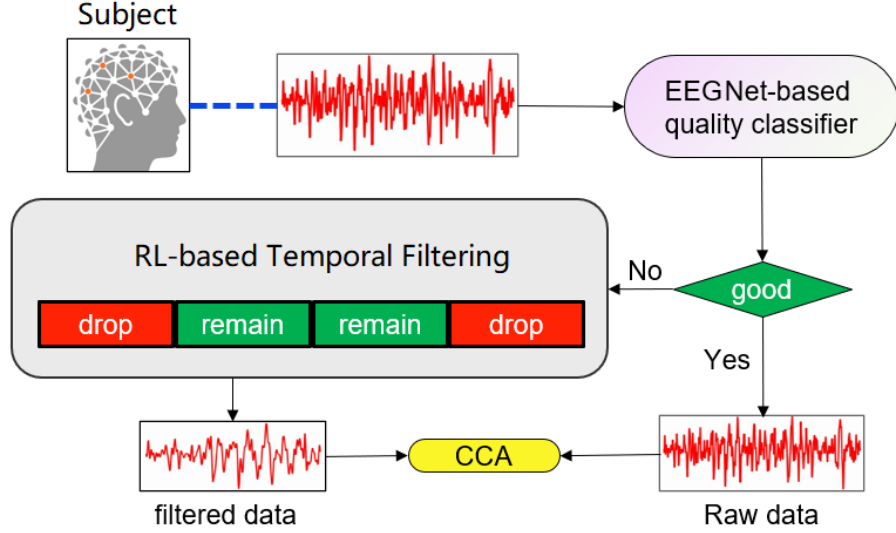 Subject
EEGNet-based
quality classifier
RL-based Temporal Filtering
drop
remain
remain
drop
No
good
Yes
CCA
filtered data
Raw data